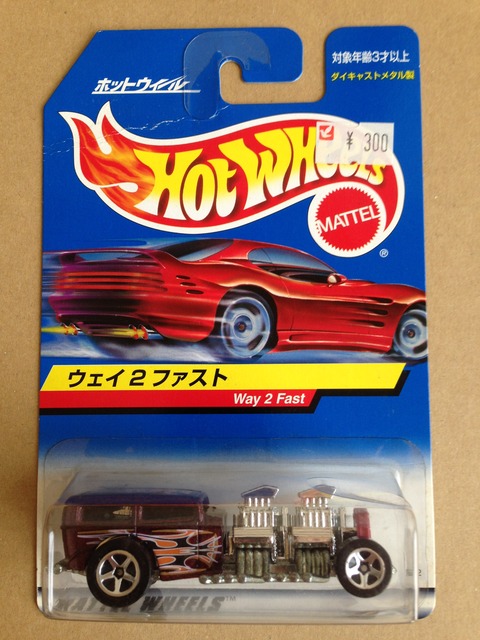 ホットウィール
対象年齢3才以上
ダイキャストメタル製
¥ 300
HOT WHEELS
MATTEL
®
ウェイ2ファスト
Way 2 Fast
WHEELS™